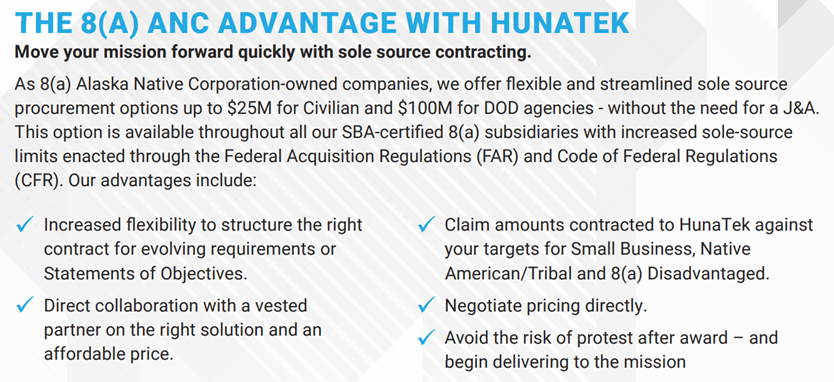 THE 8(A) ANC ADVANTAGE WITH HUNATEK
Move your mission forward quickly with sole source contracting.
As 8(a) Alaska Native Corporation-owned companies, we offer flexible and streamlined sole source
procurement options up to $25M for Civilian and $100M for DOD agencies - without the need for a J&A.
This option is available throughout all our SBA-certified 8(a) subsidiaries with increased sole-source
limits enacted through the Federal Acquisition Regulations (FAR) and Code of Federal Regulations
(CFR). Our advantages include:
Increased flexibility to structure the right
contract for evolving requirements or
Statements of Objectives.
Direct collaboration with a vested
partner on the right solution and an
affordable price.
Claim amounts contracted to HunaTek against
your targets for Small Business, Native
American/Tribal and 8(a) Disadvantaged.
Negotiate pricing directly.
Avoid the risk of protest after award – and
begin delivering to the mission